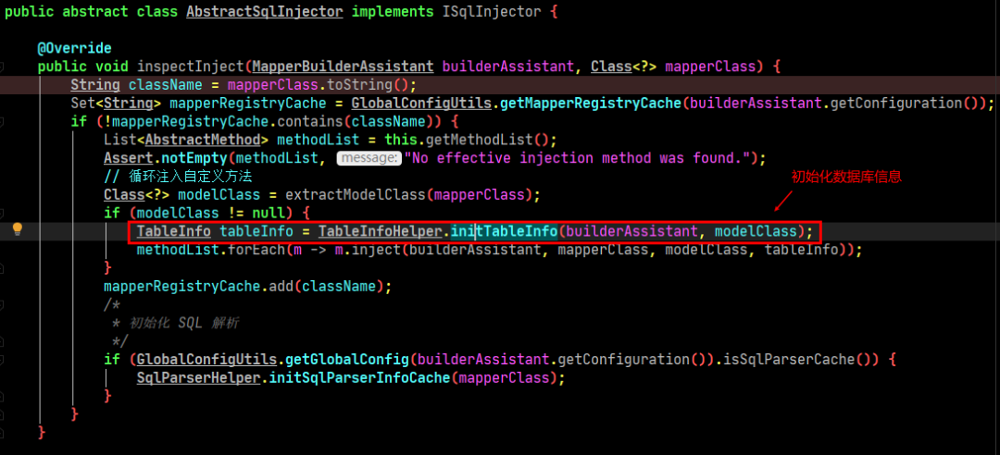 public abstract class AbstractSqlInjector implements ISqlInjector {
@Override
public void inspectInject(MapperBuilderAssistant builderAssistant, Class<?> mapperClass) {
String className = mapperClass.toString();
Set<String> mapperRegistryCache = GlobalConfigUtils.getMapperRegistryCache(builderAssistant.getConfiguration());
if (!mapperRegistryCache.contains(className)) {
List<AbstractMethod> methodList = this.getMethodList();
Assert.notEmpty(methodList, message: "No effective injection method was found.");
// 循环注入自定义方法
Class<?> modelClass = extractModelClass(mapperClass);
初始化数据库信息
if (modelClass != null) {
TableInfo tableInfo = TableInfoHelper.initTableInfo(builderAssistant, modelClass);
methodList.forEach(m -> m.inject(builderAssistant, mapperClass, modelClass, tableInfo));
}
mapperRegistryCache.add(className);
/*
* 初始化 SQL 解析
*/
if (GlobalConfigUtils.getGlobalConfig(builderAssistant.getConfiguration()).isSqlParserCache()) {
SqlParserHelper.initSqlParserInfoCache(mapperClass);
}
}
}